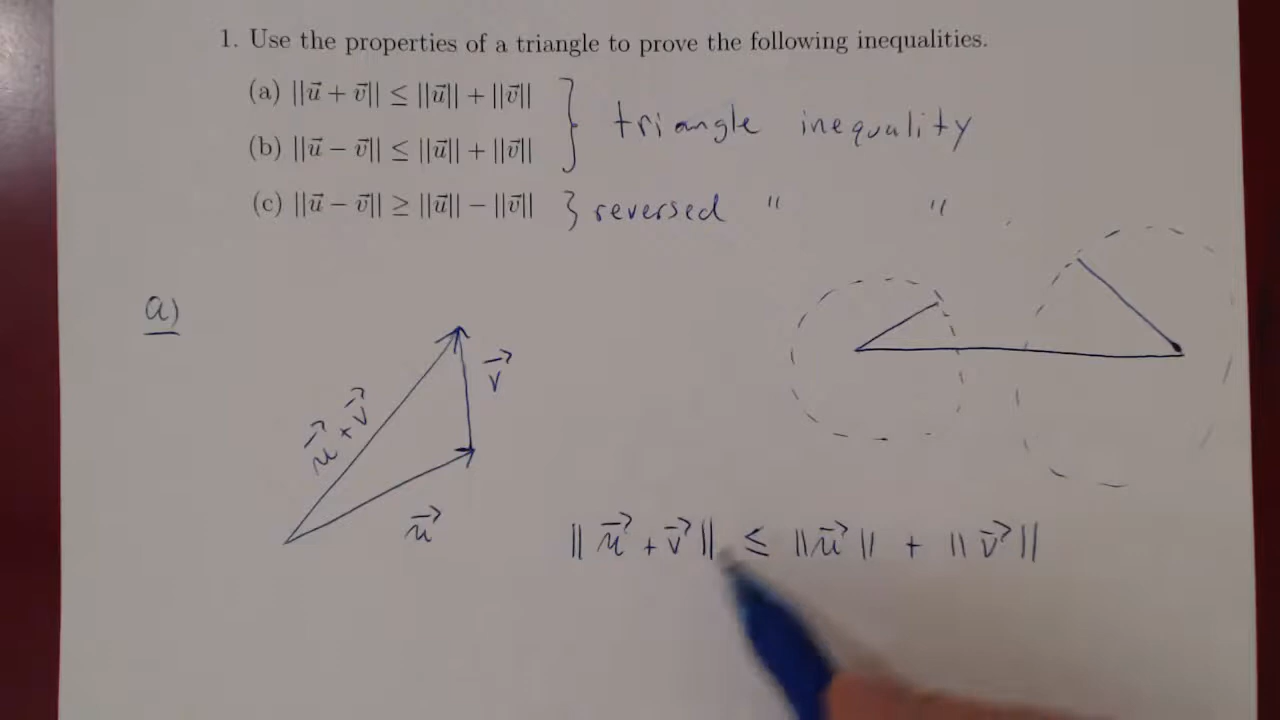 1. Use the properties of a triangle to prove the following inequalities.
(a) ||u⃗ + v⃗|| ≤ ||u⃗|| + ||v⃗||
(b) ||u⃗ − v⃗|| ≤ ||u⃗|| + ||v⃗||
} triangle inequality
(c) ||u⃗ − v⃗|| ≥ ||u⃗|| − ||v⃗|| } reversed " "
a)
v⃗
u⃗ + v⃗
u⃗
||u⃗ + v⃗|| ≤ ||u⃗|| + ||v⃗||